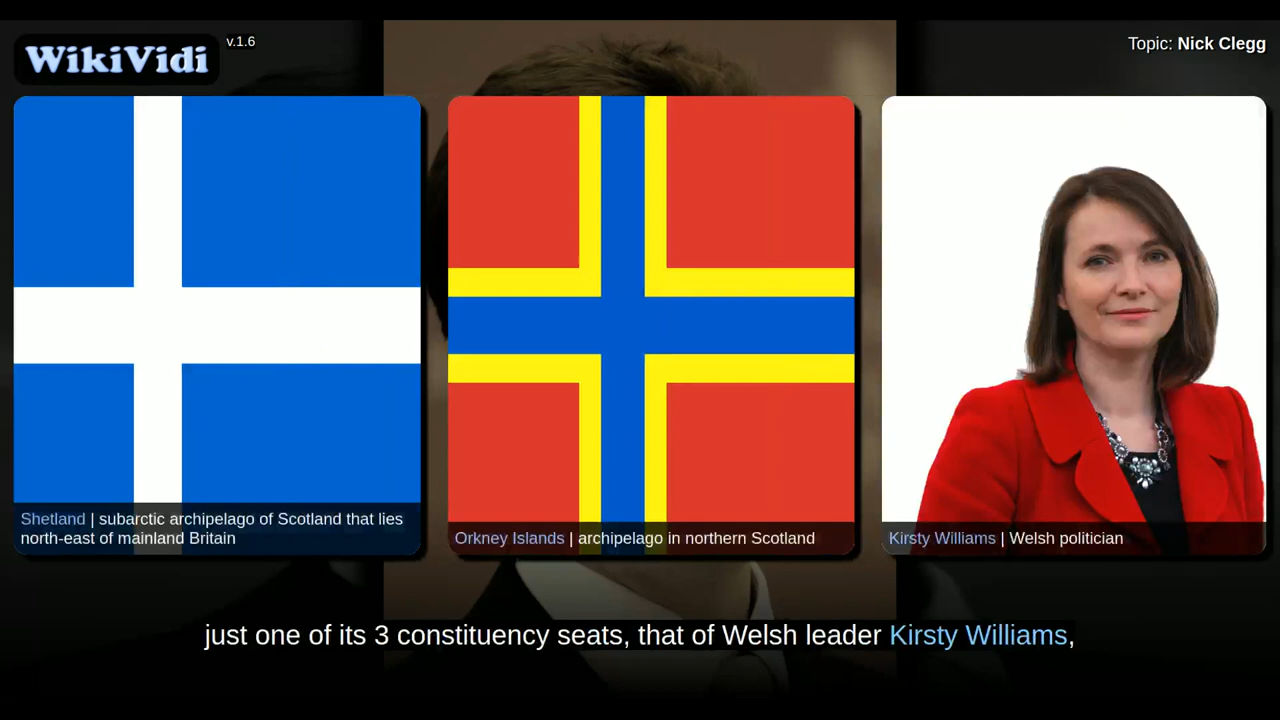 WikiVidi
v.1.6
Topic: Nick Clegg
Shetland | subarctic archipelago of Scotland that lies
north-east of mainland Britain
Orkney Islands | archipelago in northern Scotland
Kirsty Williams | Welsh politician
just one of its 3 constituency seats, that of Welsh leader Kirsty Williams,